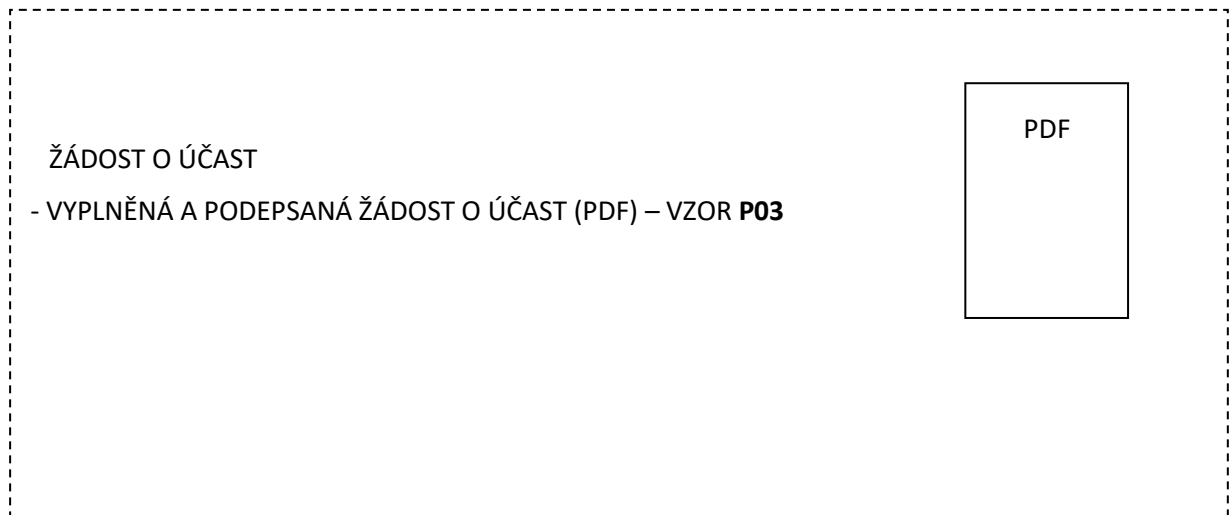 PDF
ŽÁDOST O ÚČAST
- VYPLNĚNÁ A PODEPSANÁ ŽÁDOST O ÚČAST (PDF) – VZOR P03